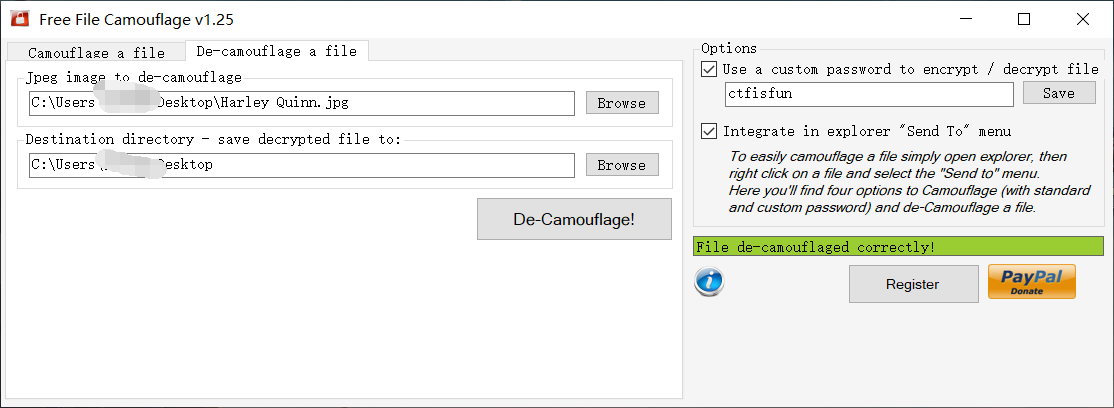 Free File Camouflage v1.25
Camouflage a file
De-camouflage a file
Jpeg image to de-camouflage
C:\Users Desktop\Harley Quinn.jpg
Browse
Destination directory - save decrypted file to:
C:\Users\ Desktop
Browse
De-Camouflage!
Options
Use a custom password to encrypt / decrypt file
ctfisfun
Save
Integrate in explorer "Send To" menu
To easily camouflage a file simply open explorer, then
right click on a file and select the "Send to" menu.
Here you'll find four options to Camouflage (with standard
and custom password) and de-Camouflage a file.
File de-camouflaged correctly!
Register
PayPal
Donate